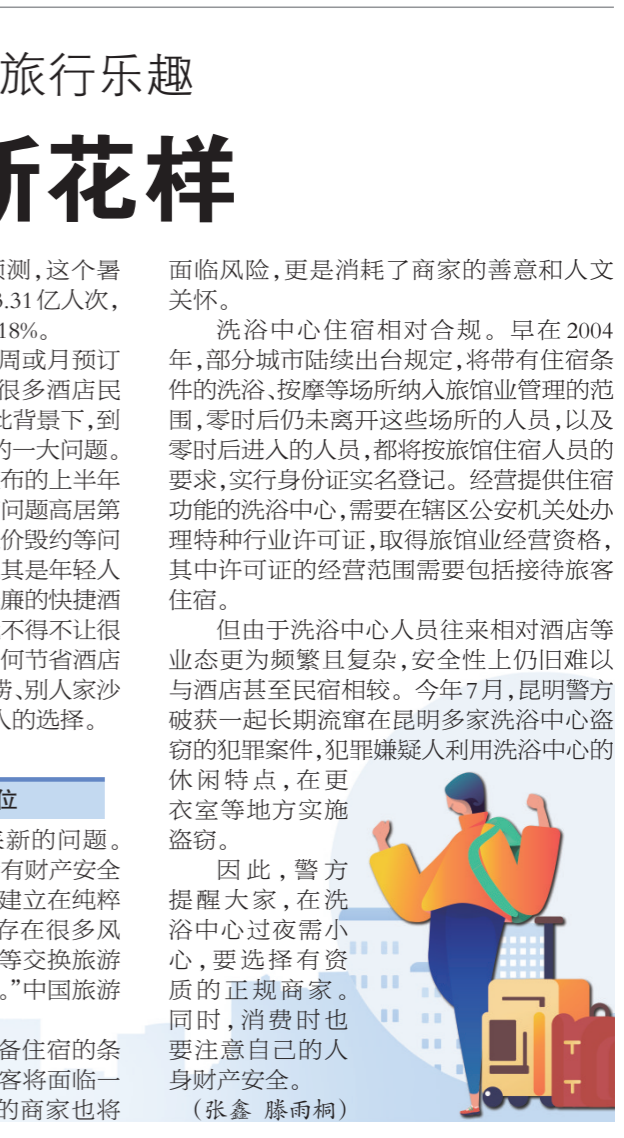 旅行乐趣
新花样
预测,这个暑
3.31亿人次,
18%。
周或月预订
很多酒店民
此背景下,到
的一大问题。
布的上半年
问题高居第
价毁约等问
其是年轻人
廉的快捷酒
不得不让很
何节省酒店
捞、别人家沙
人的选择。
位
来新的问题。
有财产安全
建立在纯粹
存在很多风
等交换旅游
。”中国旅游
备住宿的条
客将面临一
的商家也将
面临风险,更是消耗了商家的善意和人文
关怀。
洗浴中心住宿相对合规。早在2004
年,部分城市陆续出台规定,将带有住宿条
件的洗浴、按摩等场所纳入旅馆业管理的范
围,零时后仍未离开这些场所的人员,以及
零时后进入的人员,都将按旅馆住宿人员的
要求,实行身份证实名登记。经营提供住宿
功能的洗浴中心,需要在辖区公安机关处办
理特种行业许可证,取得旅馆业经营资格,
其中许可证的经营范围需要包括接待旅客
住宿。
但由于洗浴中心人员往来相对酒店等
业态更为频繁且复杂,安全性上仍旧难以
与酒店甚至民宿相较。今年7月,昆明警方
破获一起长期流窜在昆明多家洗浴中心盗
窃的犯罪案件,犯罪嫌疑人利用洗浴中心的
休闲特点,在更
衣室等地方实施
盗窃。
因此,警方
提醒大家,在洗
浴中心过夜需小
心,要选择有资
质的正规商家。
同时,消费时也
要注意自己的人
身财产安全。
(张鑫 滕雨桐)